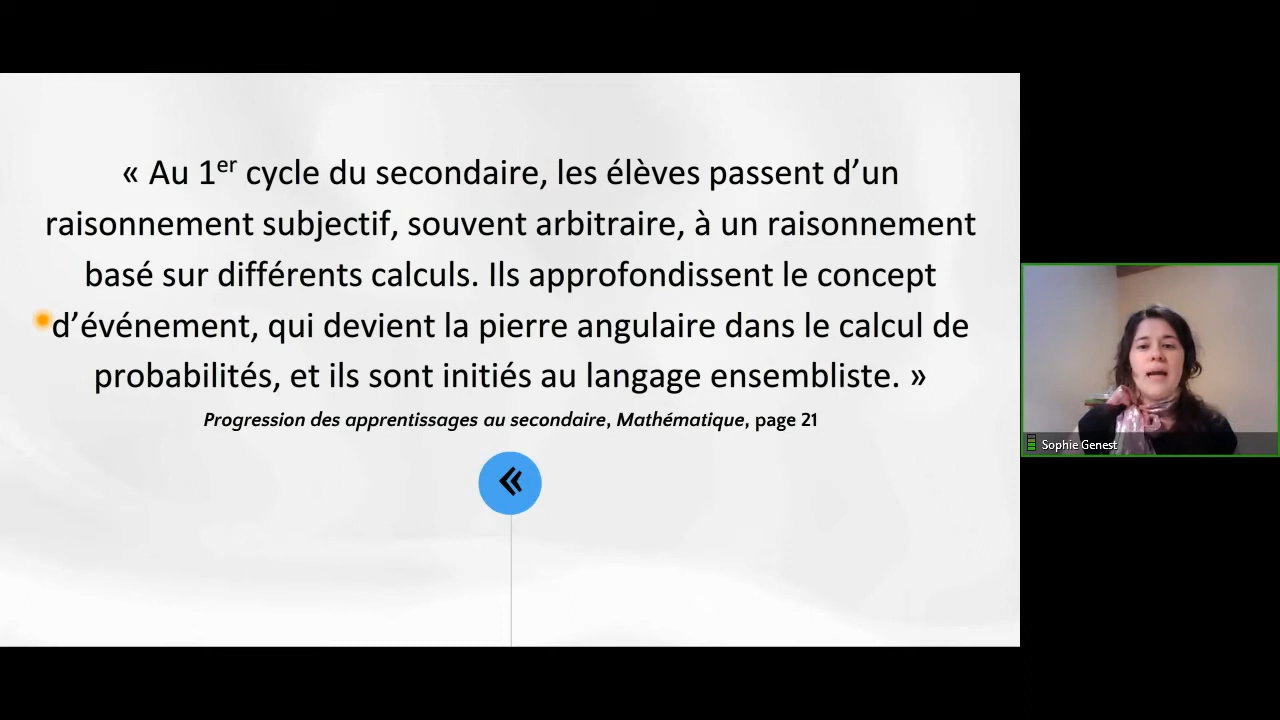 « Au 1er cycle du secondaire, les élèves passent d’un
raisonnement subjectif, souvent arbitraire, à un raisonnement
basé sur différents calculs. Ils approfondissent le concept
d’événement, qui devient la pierre angulaire dans le calcul de
probabilités, et ils sont initiés au langage ensembliste. »
Progression des apprentissages au secondaire, Mathématique, page 21
«
Sophie Genest